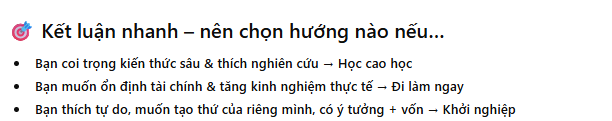 🎯 Kết luận nhanh – nên chọn hướng nào nếu...
• Bạn coi trọng kiến thức sâu & thích nghiên cứu → Học cao học
• Bạn muốn ổn định tài chính & tăng kinh nghiệm thực tế → Đi làm ngay
• Bạn thích tự do, muốn tạo thứ của riêng mình, có ý tưởng + vốn → Khởi nghiệp